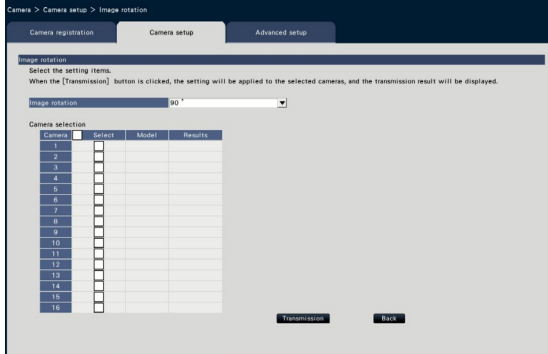 Camera > Camera setup > Image rotation
Camera registration Camera setup Advanced setup
Image rotation
Select the setting items.
When the [Transmission] button is clicked, the setting will be applied to the selected cameras, and the transmission result will be displayed.
Image rotation 90 °
Camera selection
Camera Select Model Results
1
2
3
4
5
6
7
8
9
10
11
12
13
14
15
16
Transmission Back